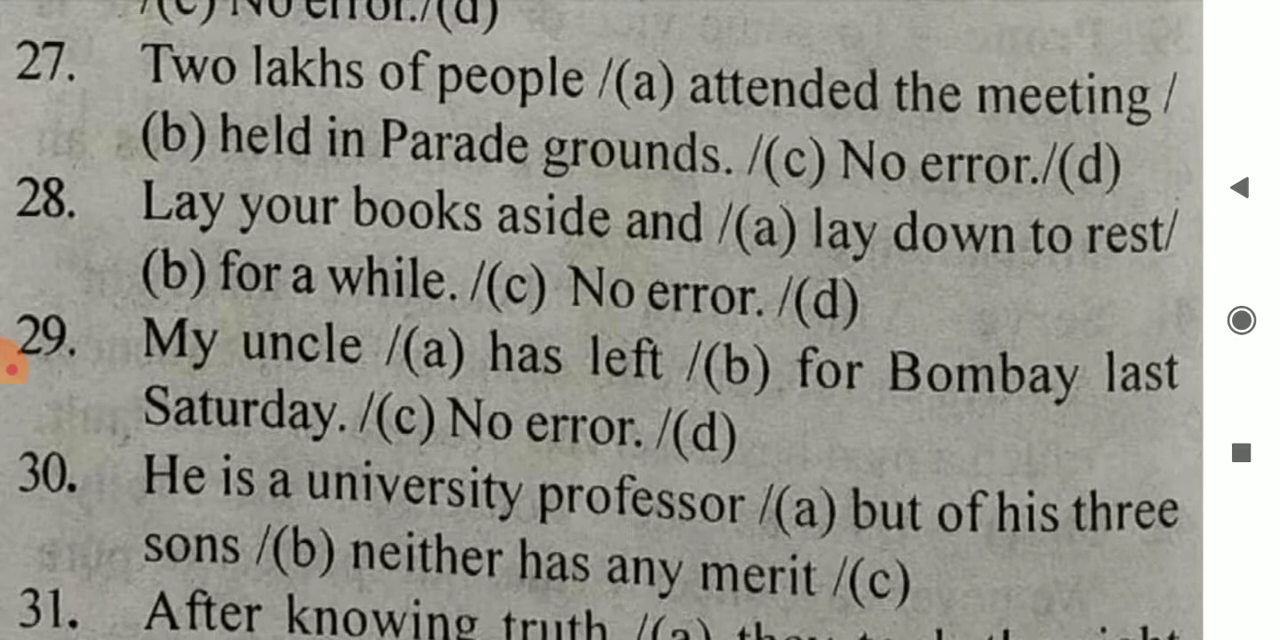 /(c) No error./(d)
27. Two lakhs of people /(a) attended the meeting /
(b) held in Parade grounds. /(c) No error./(d)
28. Lay your books aside and /(a) lay down to rest/
(b) for a while. /(c) No error. /(d)
29. My uncle /(a) has left /(b) for Bombay last
Saturday. /(c) No error. /(d)
30. He is a university professor /(a) but of his three
sons /(b) neither has any merit /(c)
31. After knowing truth /(a) they